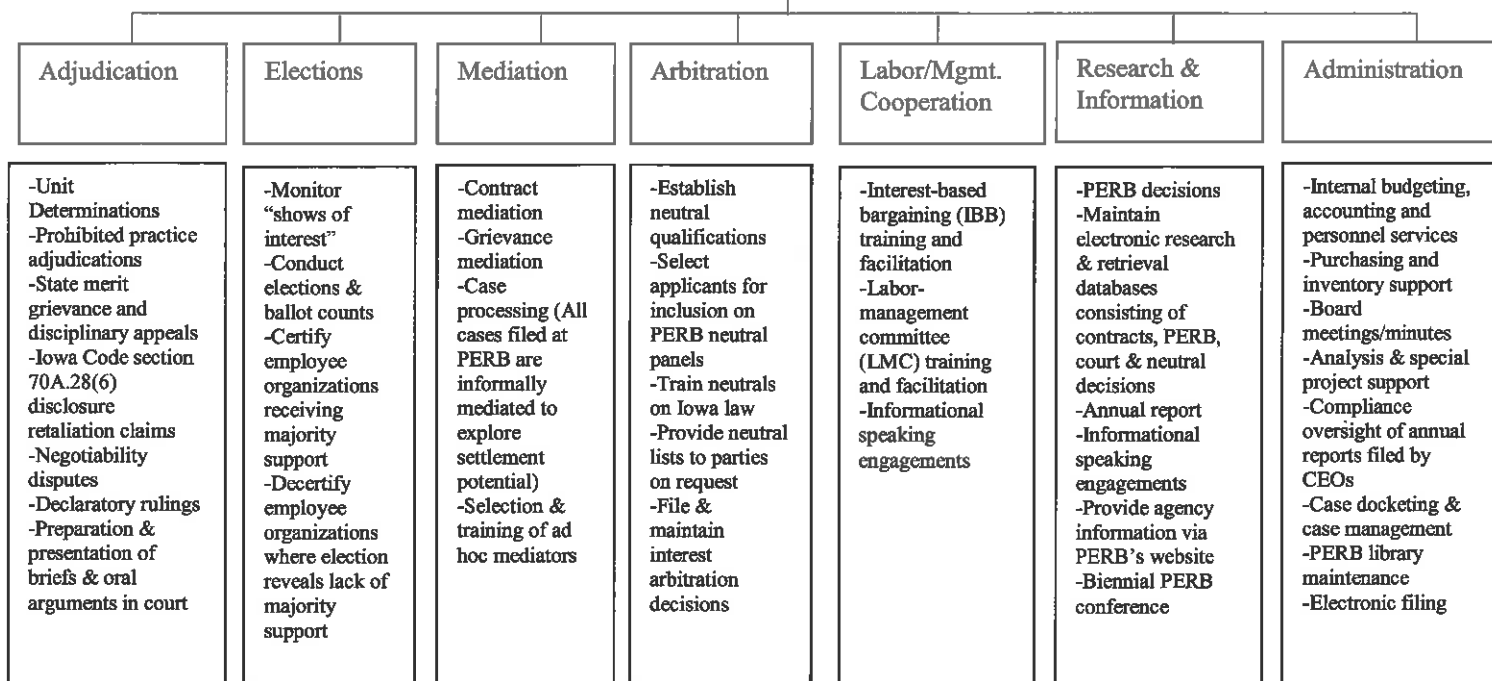 Adjudication
Elections
Mediation
Arbitration
Labor/Mgmt.
Cooperation
Research &
Information
Administration
-Unit
Determinations
-Prohibited practice
adjudications
-State merit
grievance and
disciplinary appeals
-Iowa Code section
70A.28(6)
disclosure
retaliation claims
-Negotiability
disputes
-Declaratory rulings
-Preparation &
presentation of
briefs & oral
arguments in court
-Monitor
“shows of
interest”
-Conduct
elections &
ballot counts
-Certify
employee
organizations
receiving
majority
support
-Decertify
employee
organizations
where election
reveals lack of
majority
support
-Contract
mediation
-Grievance
mediation
-Case
processing (All
cases filed at
PERB are
informally
mediated to
explore
settlement
potential)
-Selection &
training of ad
hoc mediators
-Establish
neutral
qualifications
-Select
applicants for
inclusion on
PERB neutral
panels
-Train neutrals
on Iowa law
-Provide neutral
lists to parties
on request
-File &
maintain
interest
arbitration
decisions
-Interest-based
bargaining (IBB)
training and
facilitation
-Labor-
management
committee
(LMC) training
and facilitation
-Informational
speaking
engagements
-PERB decisions
-Maintain
electronic research
& retrieval
databases
consisting of
contracts, PERB,
court & neutral
decisions
-Annual report
-Informational
speaking
engagements
-Provide agency
information via
PERB’s website
-Biennial PERB
conference
-Internal budgeting,
accounting and
personnel services
-Purchasing and
inventory support
-Board
meetings/minutes
-Analysis & special
project support
-Compliance
oversight of annual
reports filed by
CEOs
-Case docketing &
case management
-PERB library
maintenance
-Electronic filing